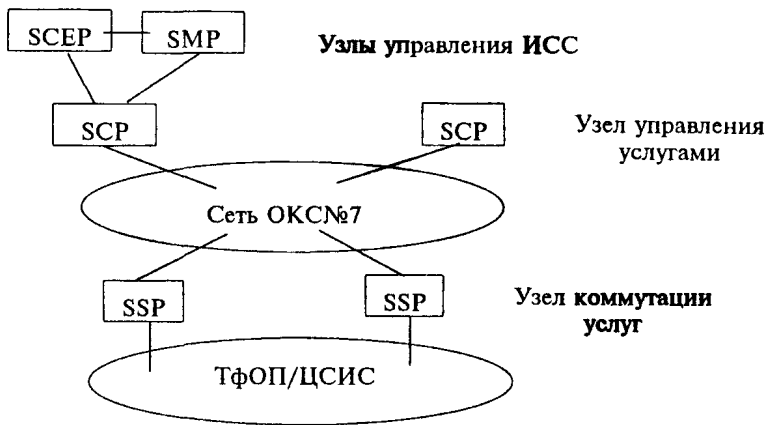 SCEP SMP Узлы управления ИСС
SCP SCP Узел управления
услугами
Сеть ОКС№7
SSP SSP Узел коммутации
услуг
ТфОП/ЦСИС